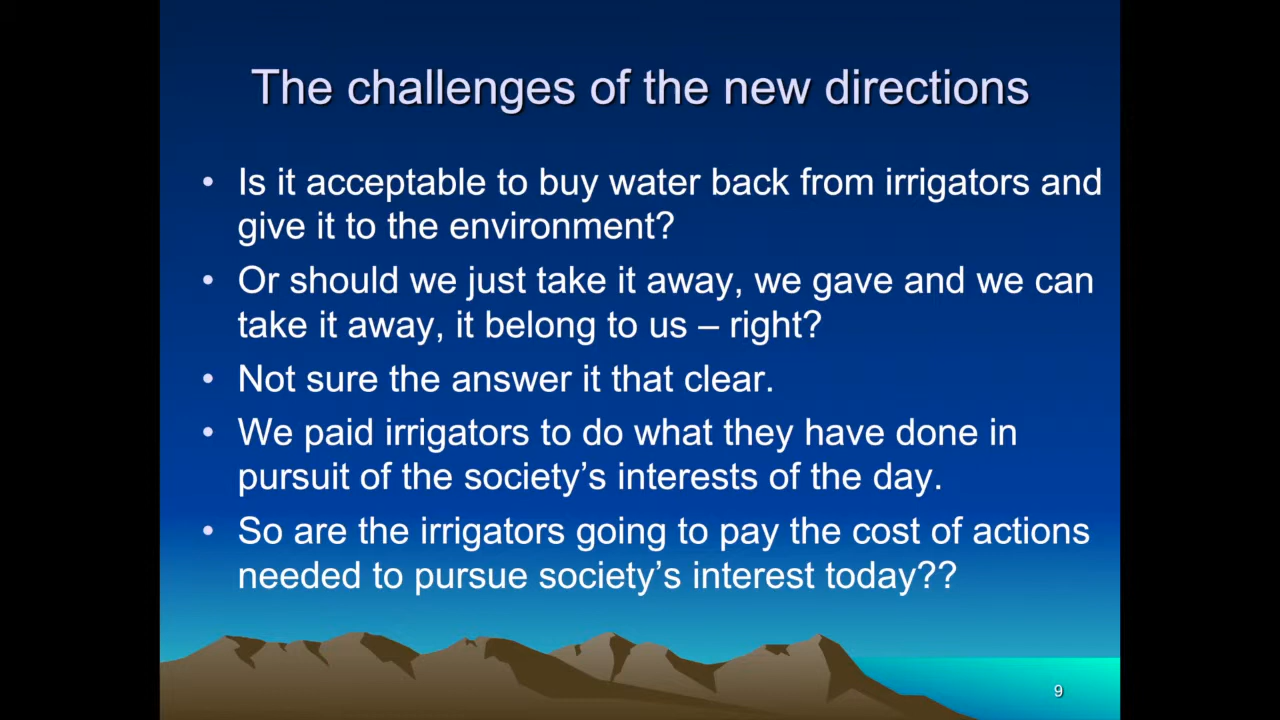 The challenges of the new directions
• Is it acceptable to buy water back from irrigators and
give it to the environment?
• Or should we just take it away, we gave and we can
take it away, it belong to us – right?
• Not sure the answer it that clear.
• We paid irrigators to do what they have done in
pursuit of the society’s interests of the day.
• So are the irrigators going to pay the cost of actions
needed to pursue society’s interest today??
9